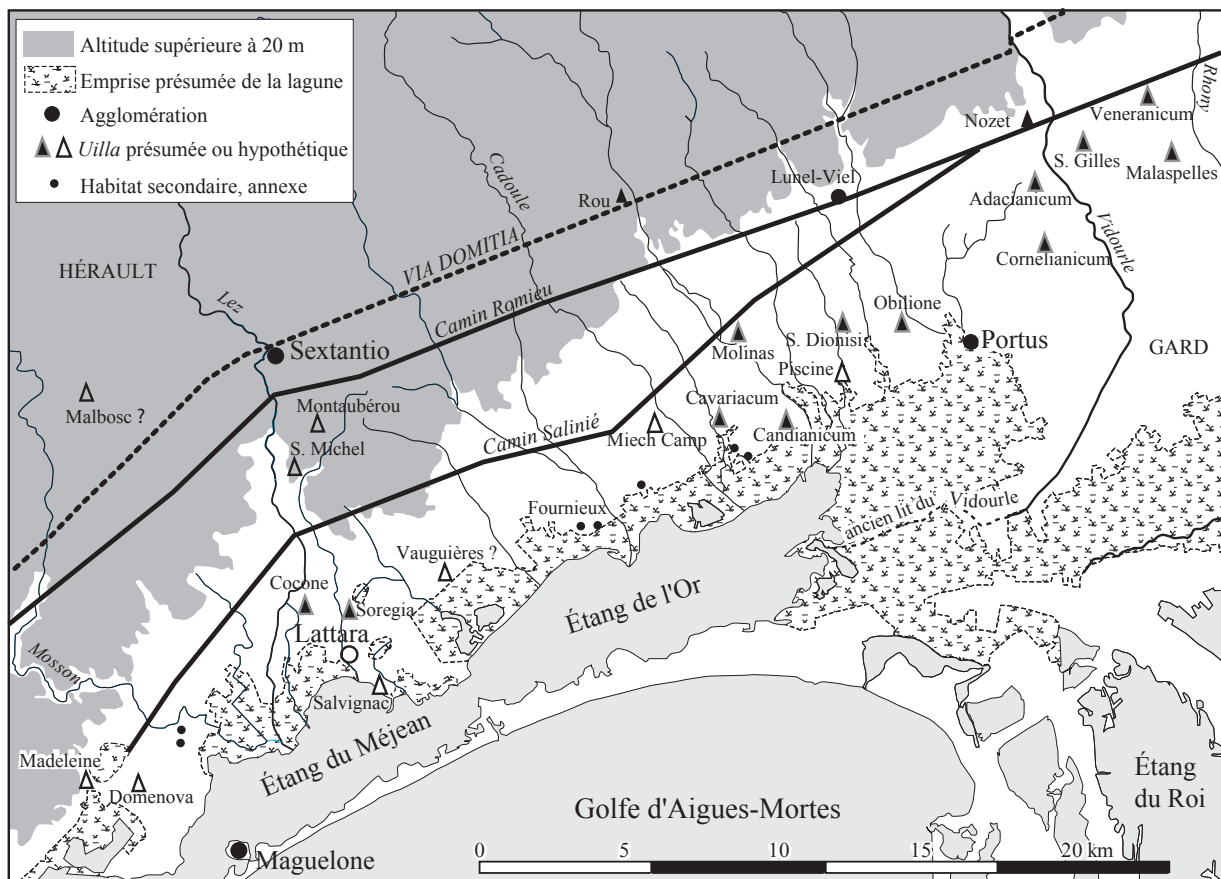 Altitude supérieure à 20 m
Emprise présumée de la lagune
Agglomération
Uilla présumée ou hypothétique
Habitat secondaire, annexe
Rhony
Veneranicum
Nozet
S. Gilles
Malaspelles
Cadoule
Lunel-Viel
Rou
Adacianicum
Vidourle
VIA DOMITIA
Cornelianicum
HÉRAULT
Lez
Camin Romieu
Obilione
Sextantio
Molinas
S. Dionisi
Portus
GARD
Piscine
Malbosc ?
Montaubérou
Cavariacum
Camin Salinié
Miech Camp
Candianicum
S. Michel
Fournieux
ancien lit du Vidourle
Vauguières ?
Cocone
Soregia
Étang de l'Or
Lattara
Mosson
Salvignac
Étang du Méjean
Madeleine
Domenova
Étang
du Roi
Golfe d'Aigues-Mortes
Maguelone
0 5 10 15 20 km